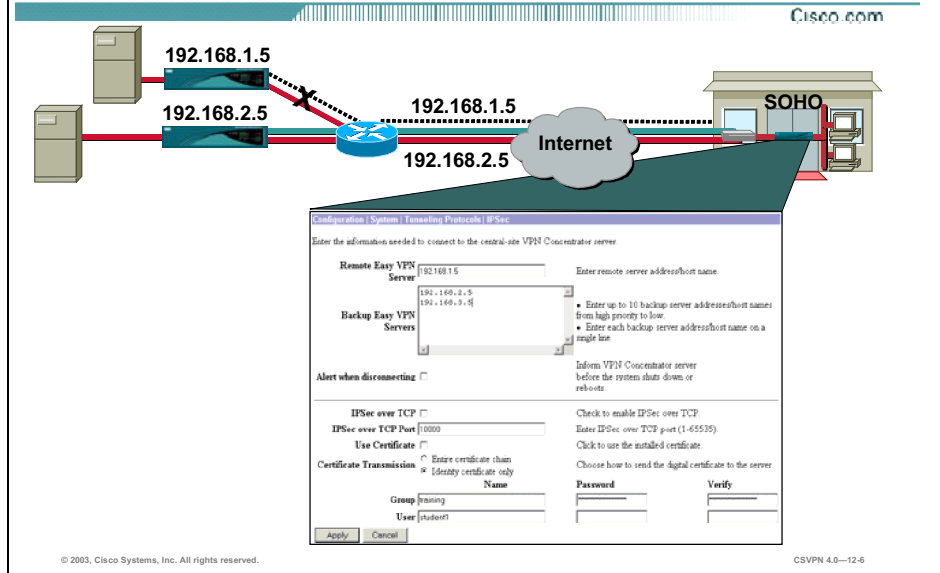 Cisco.com
192.168.1.5
192.168.2.5
192.168.1.5
192.168.2.5
Internet
SOHO
Configuration | System | Tunneling Protocols | IPSec
Enter the information needed to connect to the central-site VPN Concentrator server.
Remote Easy VPN Server
192.168.1.5
Enter remote server address/host name.
Backup Easy VPN Servers
192.168.2.5
192.168.3.5
• Enter up to 10 backup server addresses/host names
from high priority to low.
• Enter each backup server address/host name on a
single line
Alert when disconnecting
Inform VPN Concentrator server
before the system shuts down or
reboots.
IPSec over TCP
Check to enable IPSec over TCP.
IPSec over TCP Port
10000
Enter IPSec over TCP port (1-65535).
Use Certificate
Click to use the installed certificate.
Certificate Transmission
Entire certificate chain
Identity certificate only
Choose how to send the digital certificate to the server.
Name Password Verify
Group training
User student1
Apply Cancel
© 2003, Cisco Systems, Inc. All rights reserved.
CSVPN 4.0—12-6